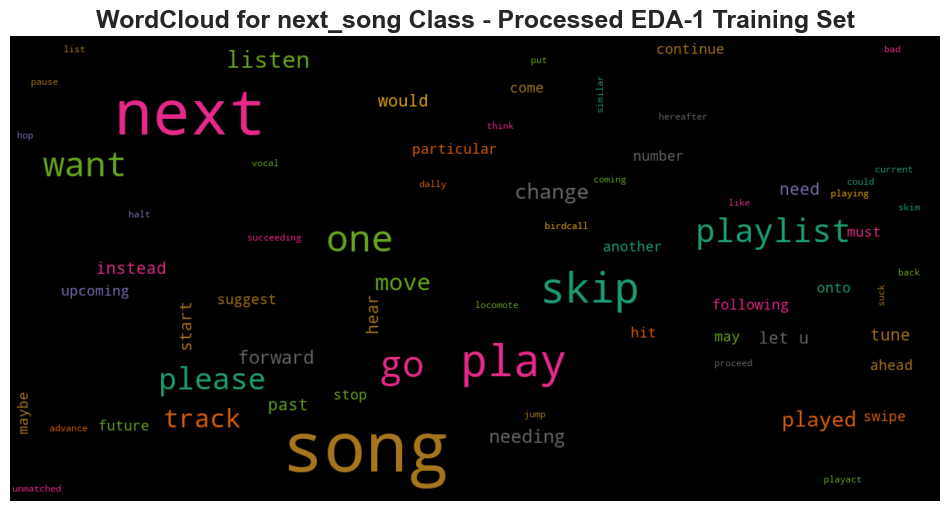 WordCloud for next_song Class - Processed EDA-1 Training Set
list
listen
put
continue
bad
pause
next
would
come
similar
hop
think
hereafter
want
vocal
particular
number
dally
change
coming
need
current
could
playing
halt
like
skim
succeeding
one
birdcall
another
playlist
must
instead
upcoming
suggest
move
skip
onto
back
suck
start
hear
locomote
following
hit
may
let u
tune
forward
go
play
proceed
ahead
please
past
stop
maybe
advance
future
track
jump
needing
played
swipe
song
unmatched
playact